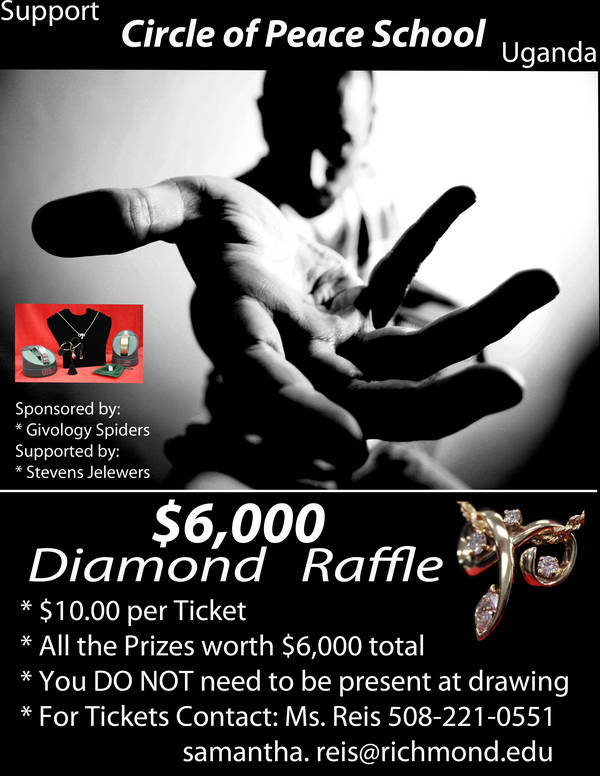 Support
Circle of Peace School
Uganda
Sponsored by:
* Givology Spiders
Supported by:
* Stevens Jelewers
$6,000
Diamond Raffle
* $10.00 per Ticket
* All the Prizes worth $6,000 total
* You DO NOT need to be present at drawing
* For Tickets Contact: Ms. Reis 508-221-0551
samantha. reis@richmond.edu